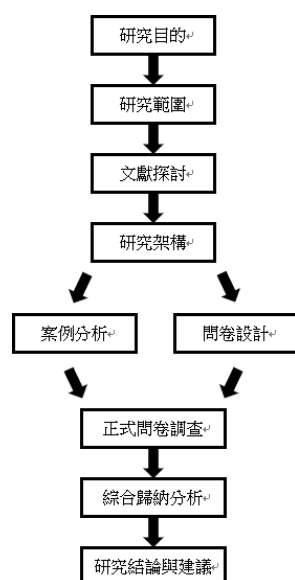 研究目的
研究範圍
文獻探討
研究架構
案例分析
問卷設計
正式問卷調查
綜合歸納分析
研究結論與建議